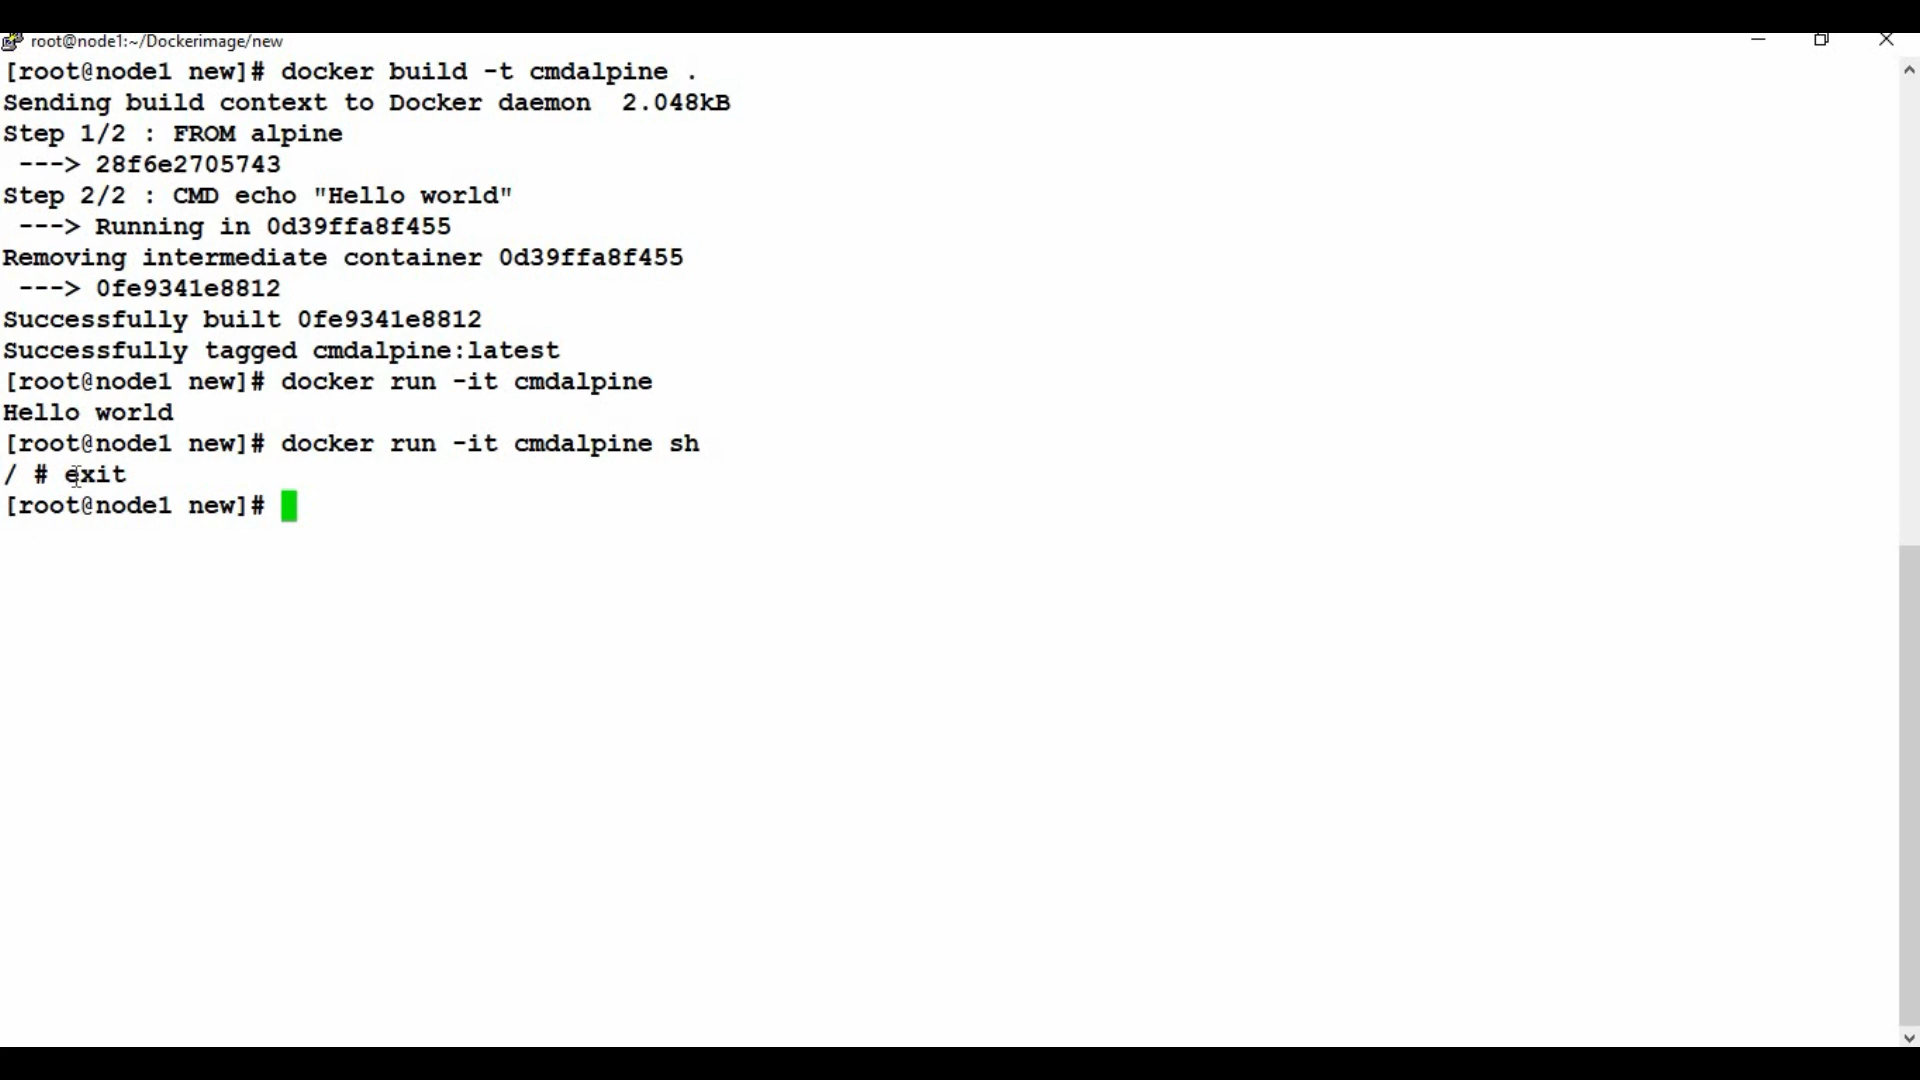 root@node1:~/Dockerimage/new
[root@node1 new]# docker build -t cmdalpine .
Sending build context to Docker daemon  2.048kB
Step 1/2 : FROM alpine
 ---> 28f6e2705743
Step 2/2 : CMD echo "Hello world"
 ---> Running in 0d39ffa8f455
Removing intermediate container 0d39ffa8f455
 ---> 0fe9341e8812
Successfully built 0fe9341e8812
Successfully tagged cmdalpine:latest
[root@node1 new]# docker run -it cmdalpine
Hello world
[root@node1 new]# docker run -it cmdalpine sh
/ # exit
[root@node1 new]#